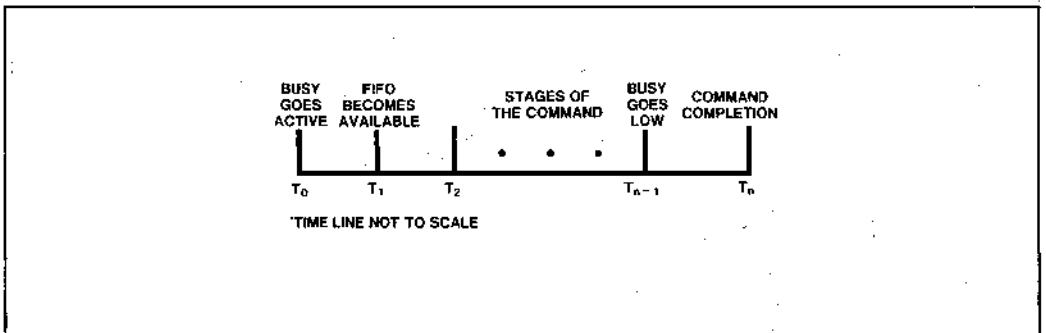 BUSY
GOES
ACTIVE
FIFO
BECOMES
AVAILABLE
STAGES OF
THE COMMAND
BUSY
GOES
LOW
COMMAND
COMPLETION
T₀ T₁ T₂ Tₙ₋₁ Tₙ
*TIME LINE NOT TO SCALE